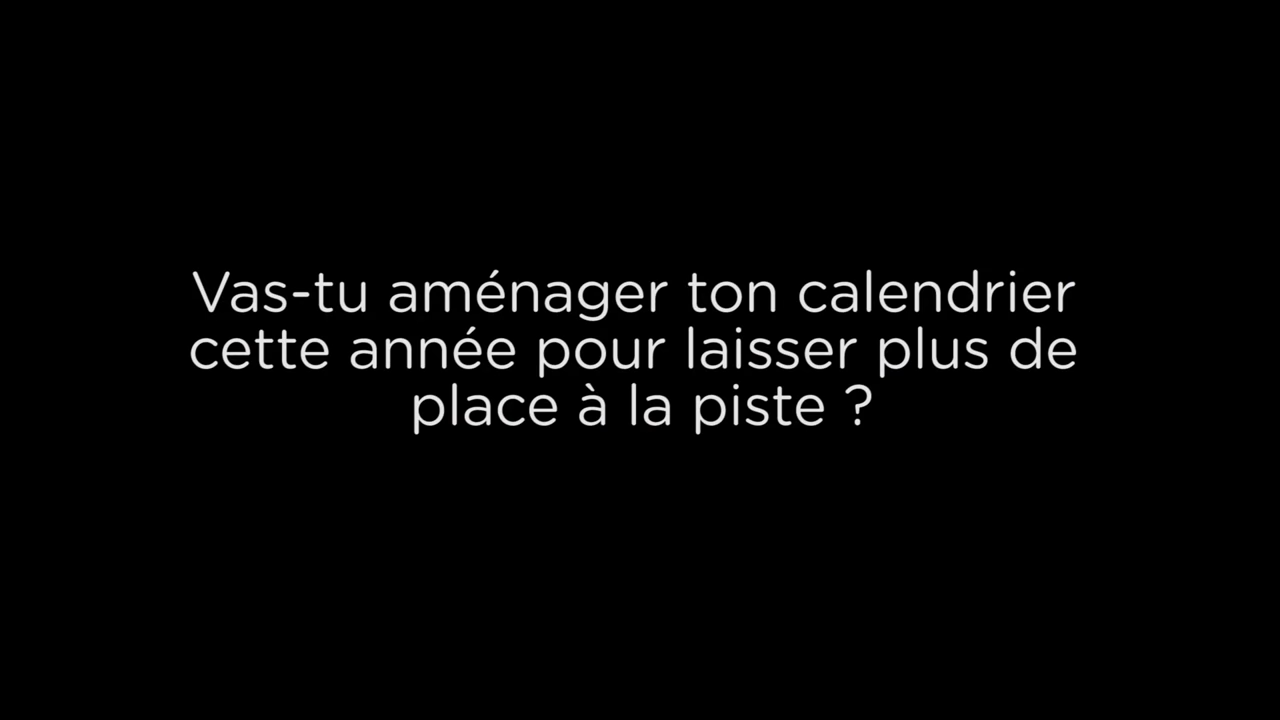 Vas-tu aménager ton calendrier
cette année pour laisser plus de
place à la piste ?